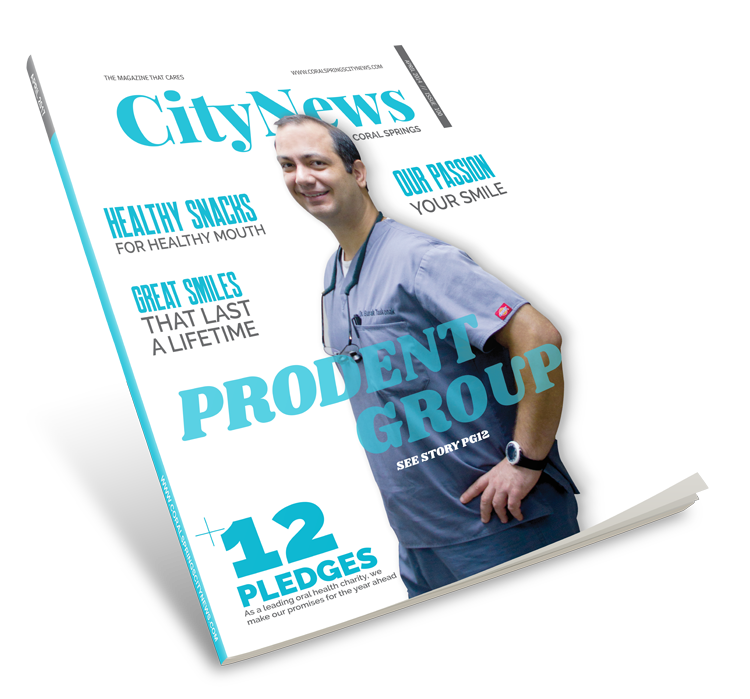 THE MAGAZINE THAT CARES
WWW.CORALSPRINGSCITYNEWS.COM
CityNews
CORAL SPRINGS
OUR PASSION
YOUR SMILE
HEALTHY SNACKS
FOR HEALTHY MOUTH
GREAT SMILES
THAT LAST
A LIFETIME
PRODENT
GROUP
SEE STORY PG12
12
PLEDGES
As a leading oral health charity, we
make our promises for the year ahead
WWW.CORALSPRINGSCITYNEWS.COM